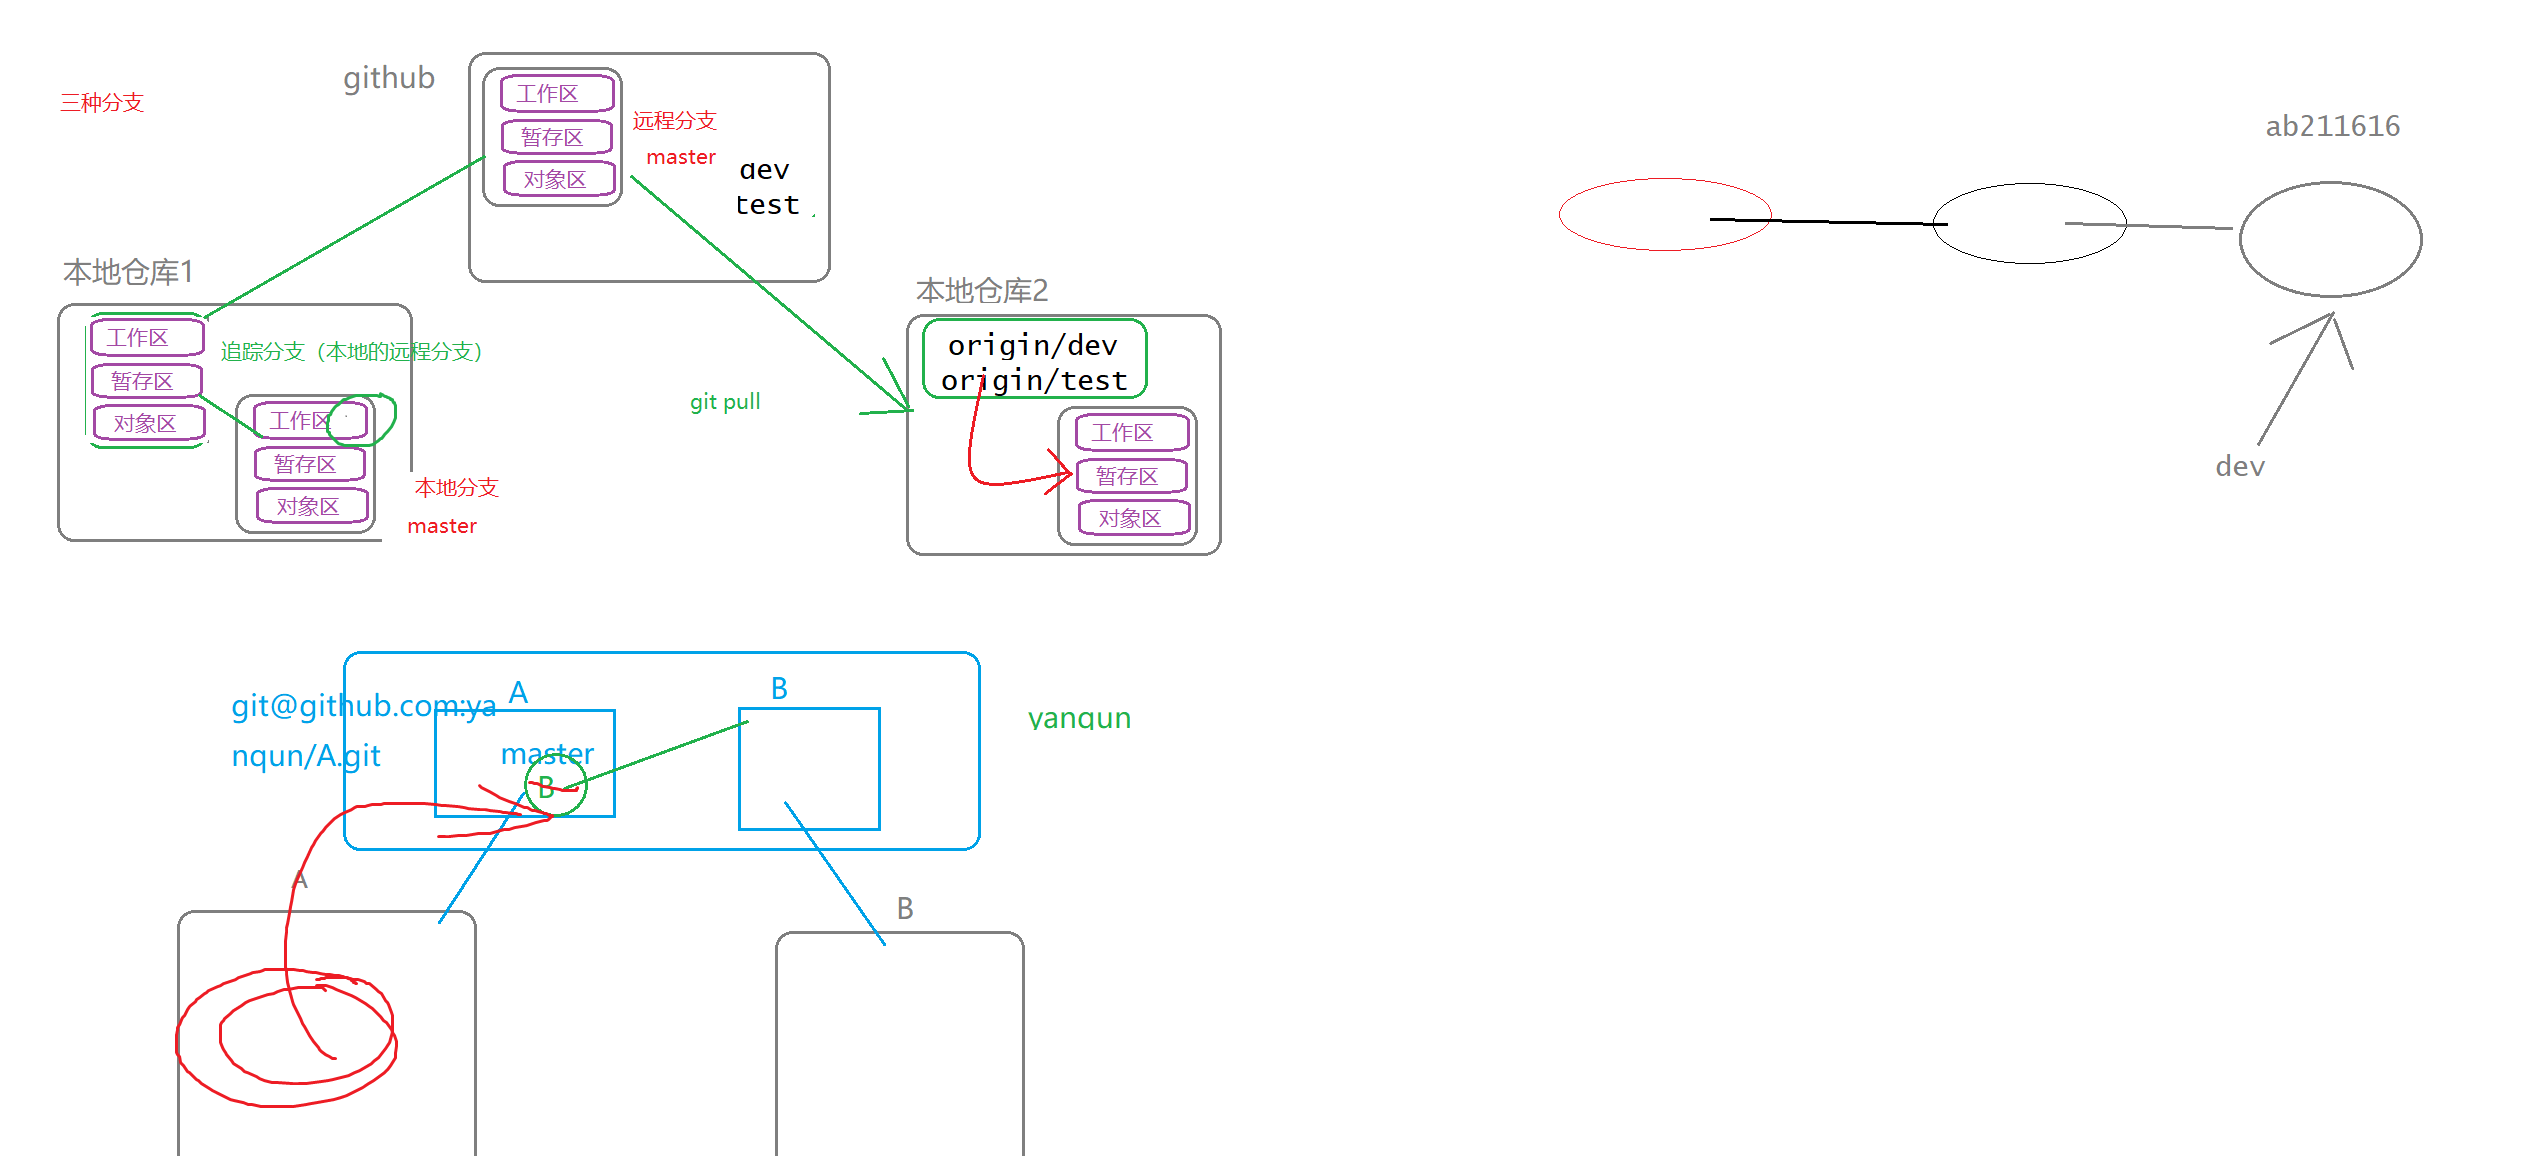 三种分支
github
工作区
暂存区
对象区
远程分支
master
dev
test
本地仓库1
工作区
暂存区
对象区
追踪分支（本地的远程分支）
工作区
暂存区
对象区
本地分支
master
git pull
本地仓库2
origin/dev
origin/test
工作区
暂存区
对象区
ab211616
dev
git@github.com:ya
nqun/A.git
A
master
B
B
yanqun
A
B